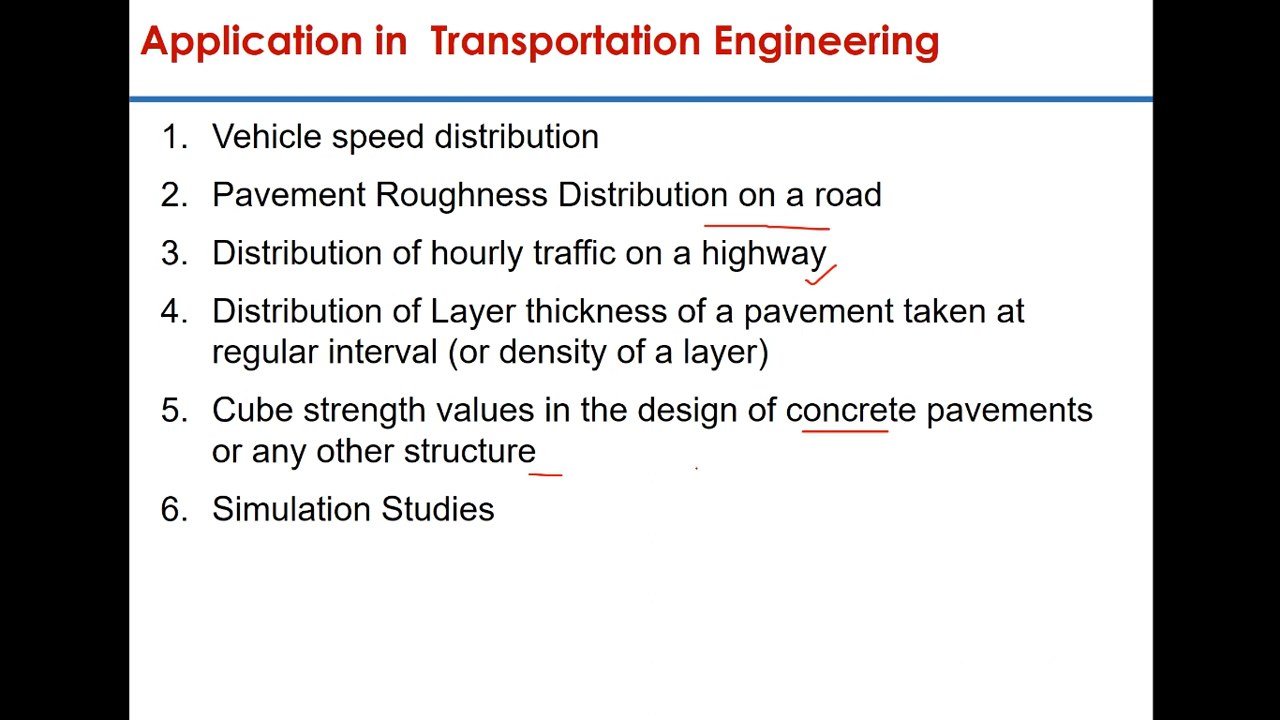 Application in Transportation Engineering
1. Vehicle speed distribution
2. Pavement Roughness Distribution on a road
3. Distribution of hourly traffic on a highway
4. Distribution of Layer thickness of a pavement taken at
regular interval (or density of a layer)
5. Cube strength values in the design of concrete pavements
or any other structure
6. Simulation Studies